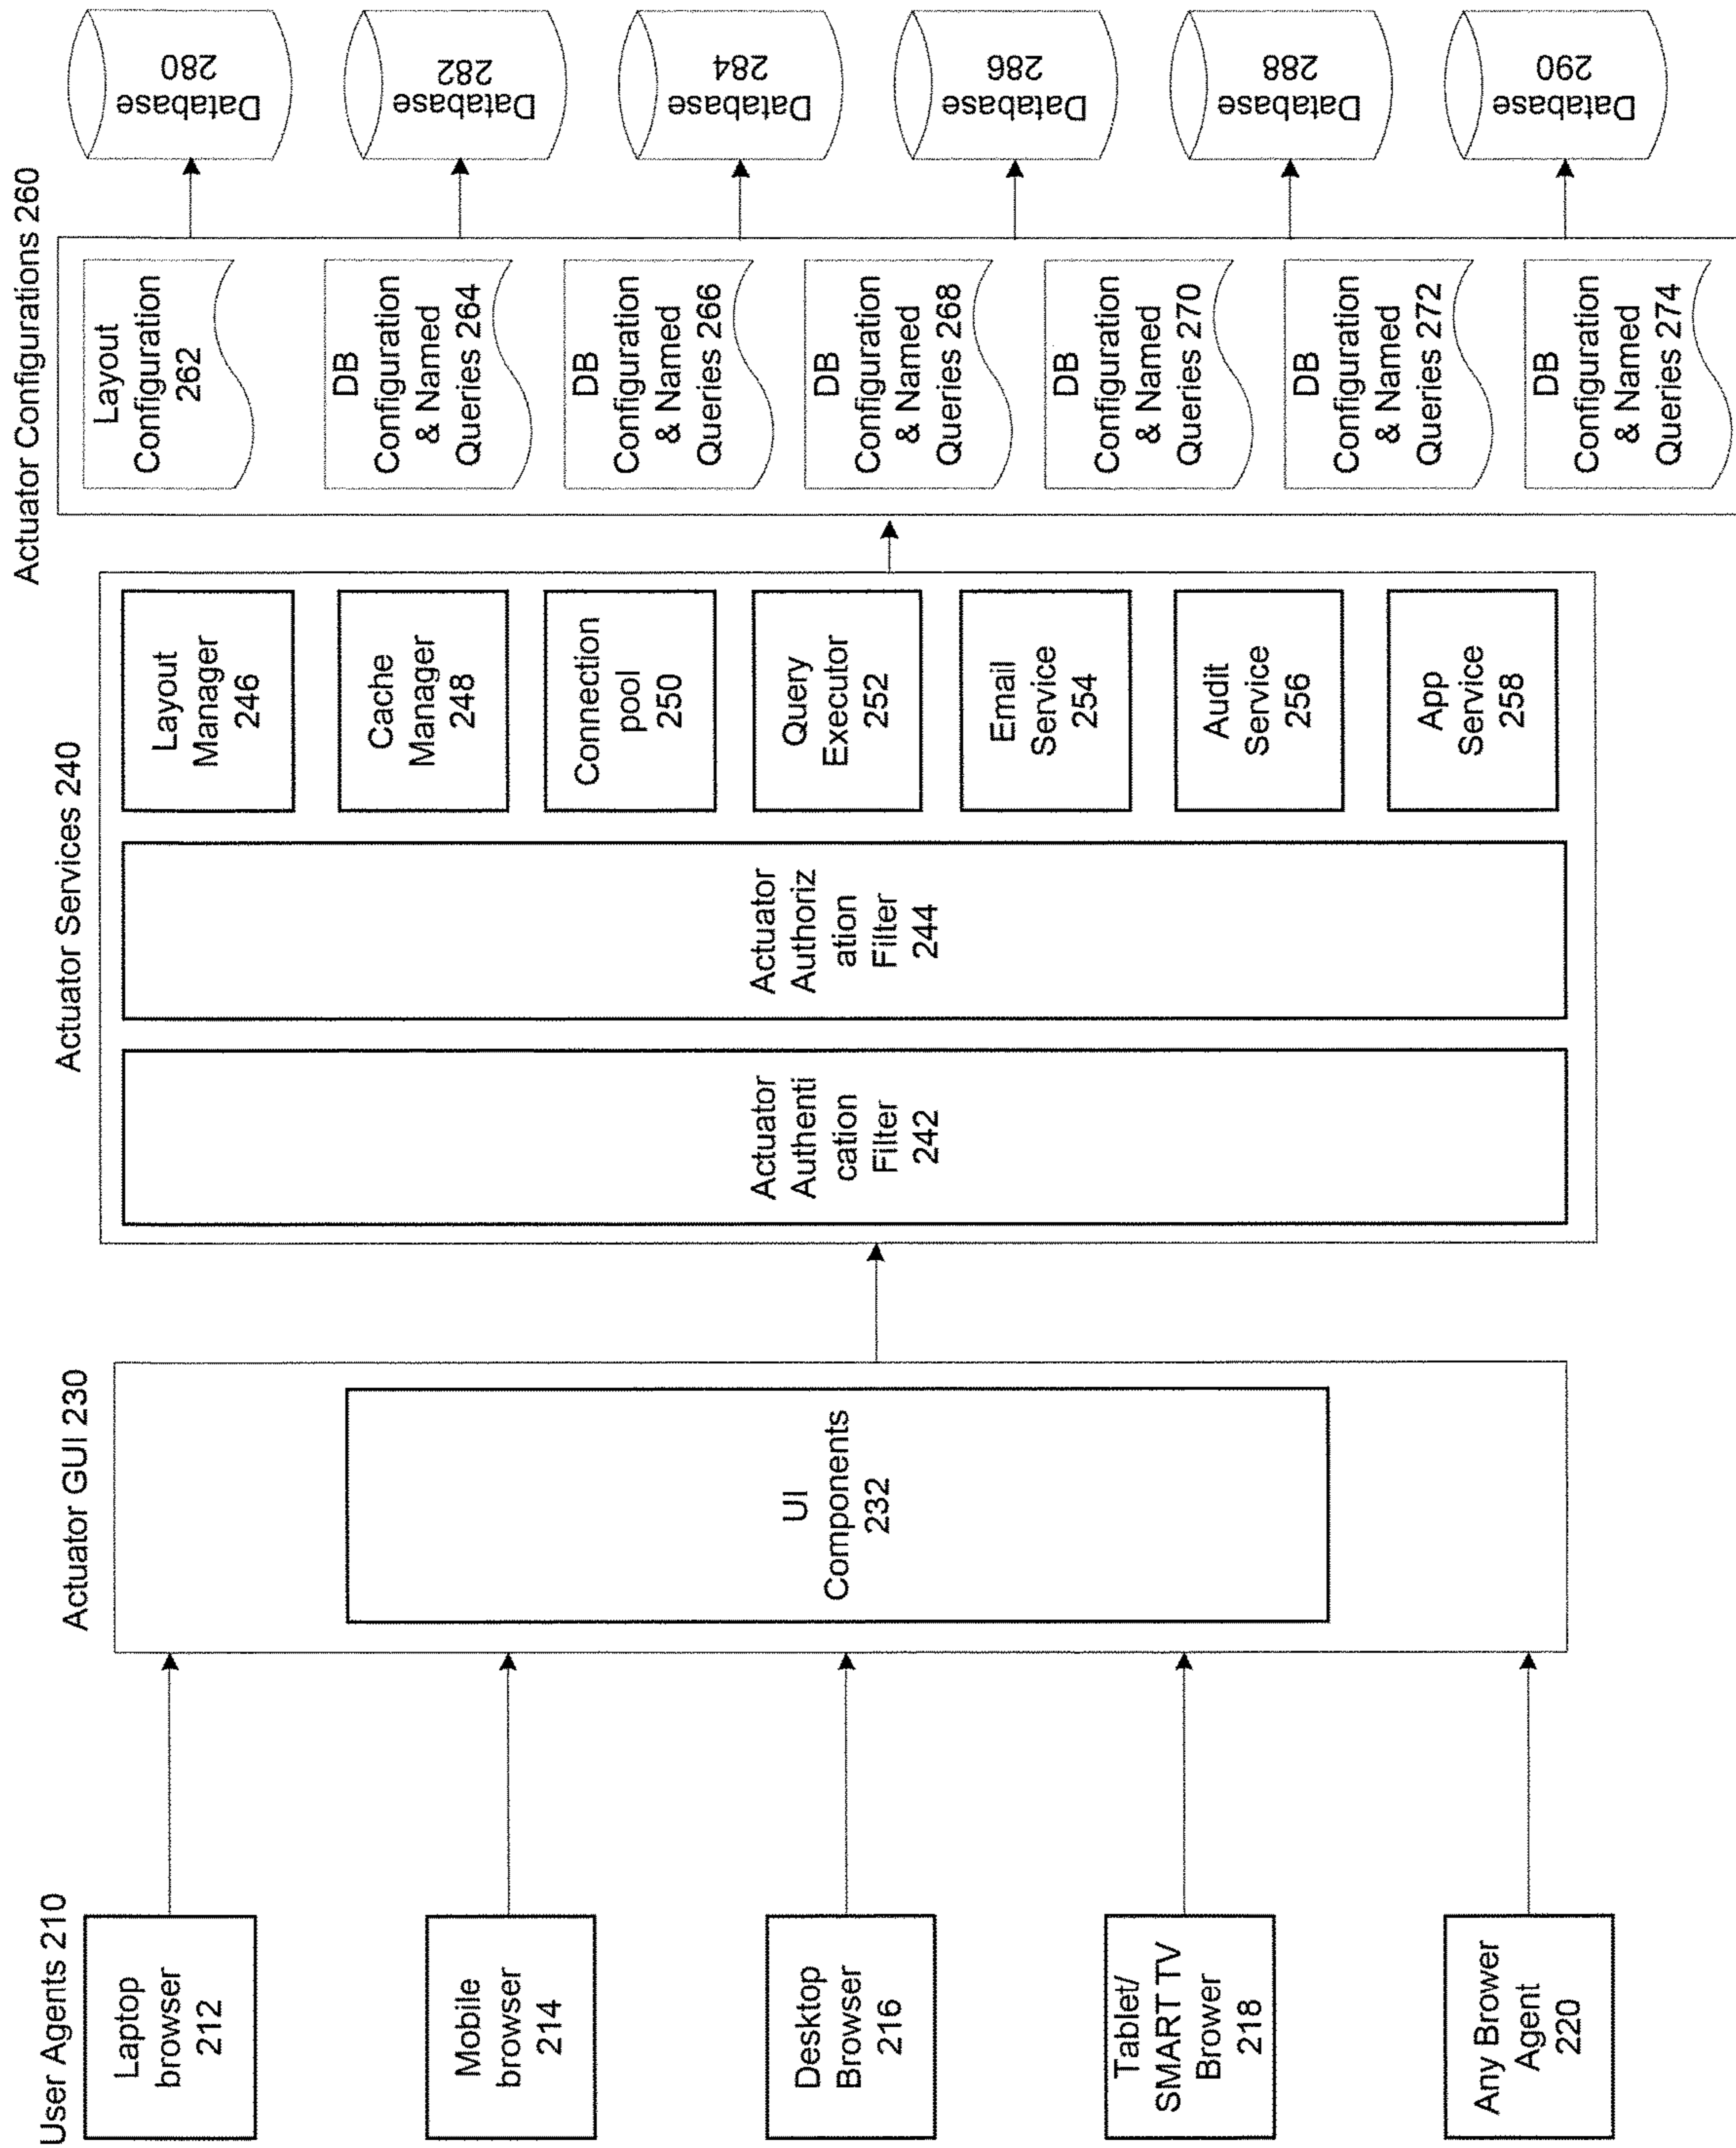 User Agents 210
Laptop
browser
212
Mobile
browser
214
Desktop
Browser
216
Tablet/
SMART TV
Brower
218
Any Brower
Agent
220
Actuator GUI 230
UI
Components
232
Actuator Services 240
Actuator
Authenti
cation
Filter
242
Actuator
Authoriz
ation
Filter
244
Layout
Manager
246
Cache
Manager
248
Connection
pool
250
Query
Executor
252
Email
Service
254
Audit
Service
256
App
Service
258
Actuator Configurations 260
Layout
Configuration
262
DB
Configuration
& Named
Queries 264
DB
Configuration
& Named
Queries 266
DB
Configuration
& Named
Queries 268
DB
Configuration
& Named
Queries 270
DB
Configuration
& Named
Queries 272
DB
Configuration
& Named
Queries 274
Database
280
Database
282
Database
284
Database
286
Database
288
Database
290